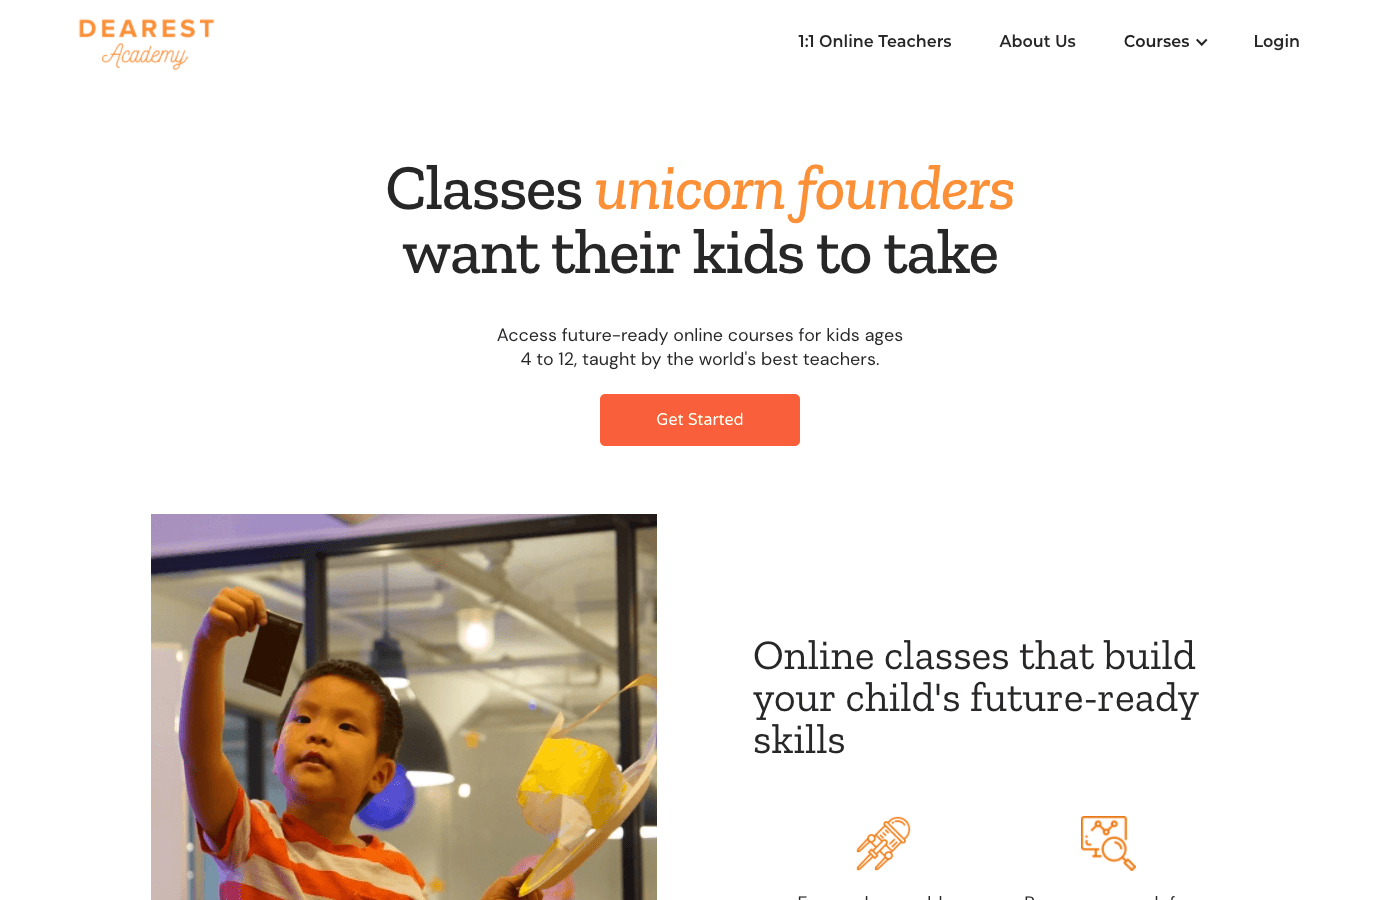 DEAREST
Academy
1:1 Online Teachers
About Us
Courses
Login
Classes unicorn founders
want their kids to take
Access future-ready online courses for kids ages
4 to 12, taught by the world's best teachers.
Get Started
Online classes that build
your child's future-ready
skills